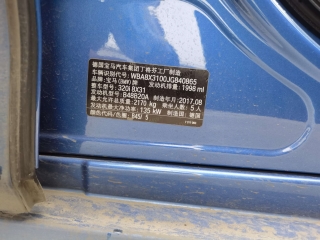 德国宝马汽车集团丁格芬工厂制造
车辆识别代号: WBA8X3100JG840865
品牌: 宝马(BMW)牌 发动机排量: 1998 ml
整车型号: 320i 8X31
发动机型号: B48B20A 制造年月: 2017.08
最大允许总质量: 2170 kg 乘坐人数: 5人
发动机最大净功率: 135 kW 制造国: 德国
颜色代码/色漆: B45/ 5